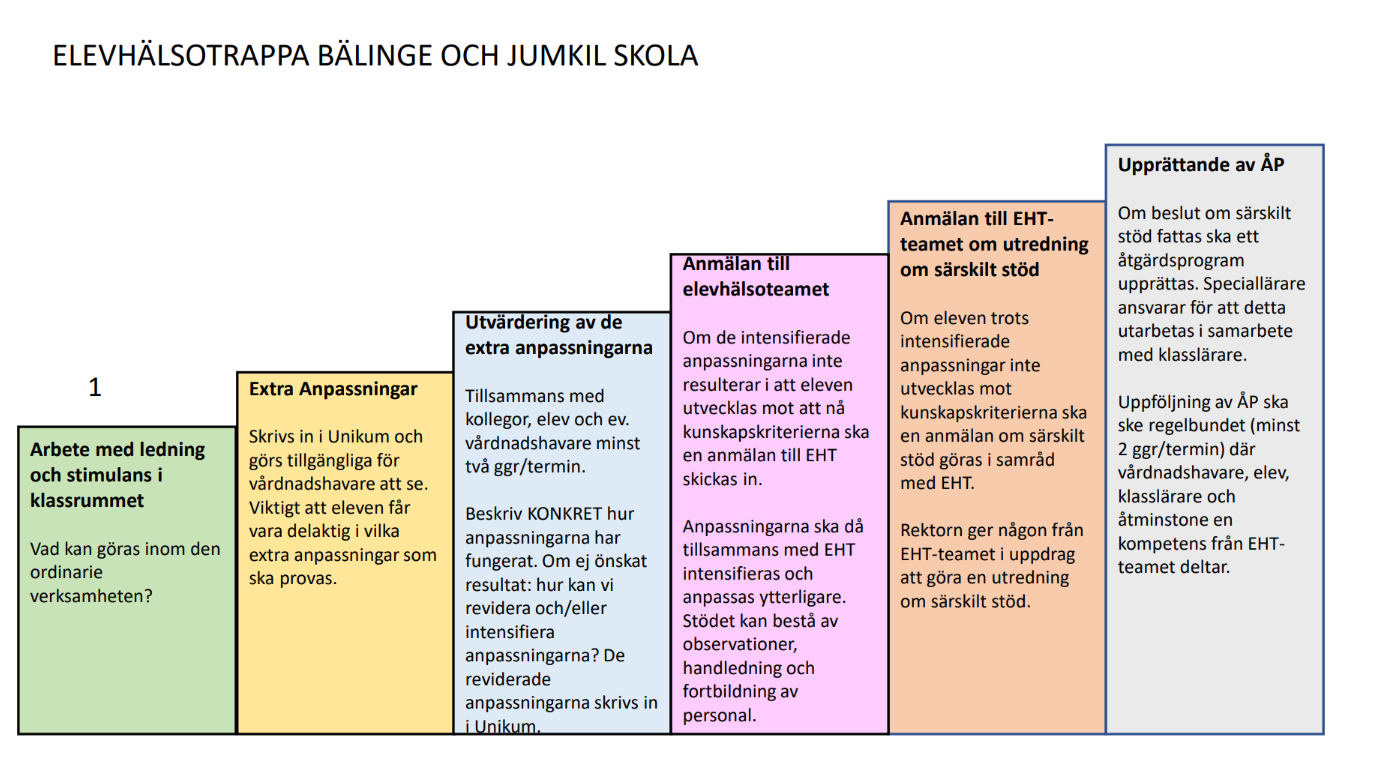 ELEVHÄLSOTRAPPA BÄLINGE OCH JUMKIL SKOLA
1
Arbete med ledning
och stimulans i
klassrummet
Vad kan göras inom den
ordinarie
verksamheten?
Extra Anpassningar
Skrivs in i Unikum och
görs tillgängliga för
vårdnadshavare att se.
Viktigt att eleven får
vara delaktig i vilka
extra anpassningar som
ska provas.
Utvärdering av de
extra anpassningarna
Tillsammans med
kollegor, elev och ev.
vårdnadshavare minst
två ggr/termin.
Beskriv KONKRET hur
anpassningarna har
fungerat. Om ej önskat
resultat: hur kan vi
revidera och/eller
intensifiera
anpassningarna? De
reviderade
anpassningarna skrivs in
i Unikum.
Anmälan till
elevhälsoteamet
Om de intensifierade
anpassningarna inte
resulterar i att eleven
utvecklas mot att nå
kunskapskriterierna ska
en anmälan till EHT
skickas in.
Anpassningarna ska då
tillsammans med EHT
intensifieras och
anpassas ytterligare.
Stödet kan bestå av
observationer,
handledning och
fortbildning av
personal.
Anmälan till EHT-
teamet om utredning
om särskilt stöd
Om eleven trots
intensifierade
anpassningar inte
utvecklas mot
kunskapskriterierna ska
en anmälan om särskilt
stöd göras i samråd
med EHT.
Rektorn ger någon från
EHT-teamet i uppdrag
att göra en utredning
om särskilt stöd.
Upprättande av ÅP
Om beslut om särskilt
stöd fattas ska ett
åtgärdsprogram
upprättas. Speciallärare
ansvarar för att detta
utarbetas i samarbete
med klasslärare.
Uppföljning av ÅP ska
ske regelbundet (minst
2 ggr/termin) där
vårdnadshavare, elev,
klasslärare och
åtminstone en
kompetens från EHT-
teamet deltar.